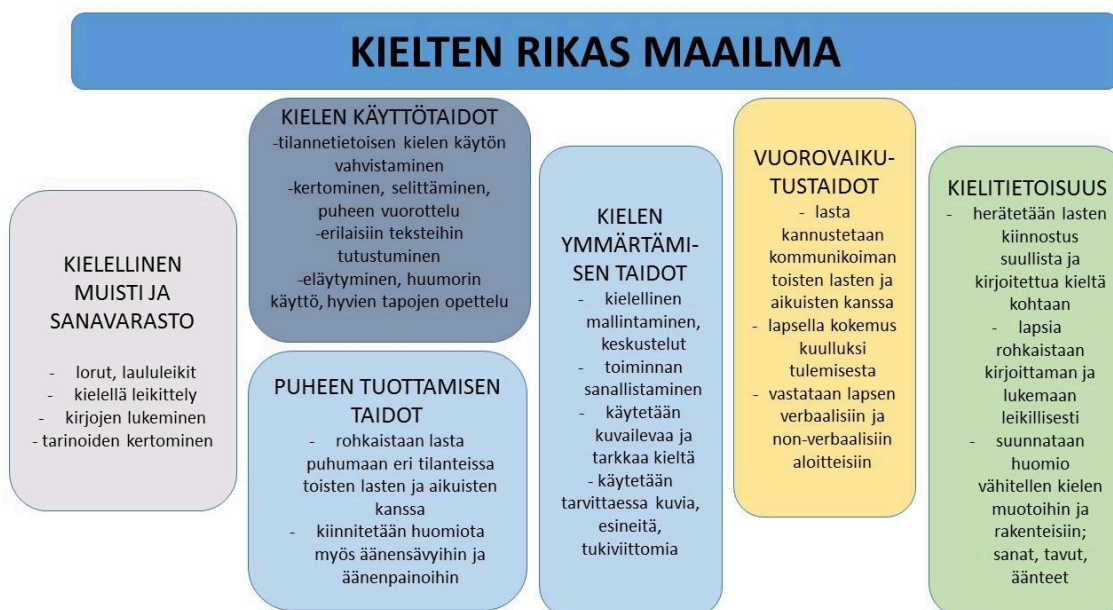 KIELTEN RIKAS MAAILMA
KIELELLINEN
MUISTI JA
SANAVARASTO
- lorut, laululeikit
- kielellä leikittely
- kirjojen lukeminen
- tarinoiden kertominen
KIELEN KÄYTTÖTAIDOT
-tilannetietoisen kielen käytön
vahvistaminen
-kertominen, selittäminen,
puheen vuorottelu
-erilaisiin teksteihin
tutustuminen
-eläytyminen, huumorin
käyttö, hyvien tapojen opettelu
PUHEEN TUOTTAMISEN
TAIDOT
- rohkaistaan lasta
puhumaan eri tilanteissa
toisten lasten ja aikuisten
kanssa
- kiinnitetään huomiota
myös äänensävyihin ja
äänenpainoihin
KIELEN
YMMÄRTÄMI-
SEN TAIDOT
- kielellinen
mallintaminen,
keskustelut
- toiminnan
sanallistaminen
- käytetään
kuvailevaa ja
tarkkaa kieltä
- käytetään
tarvittaessa kuvia,
esineitä,
tukiviittomia
VUOROVAIKU-
TUSTAIDOT
- lasta
kannustetaan
kommunikoiman
toisten lasten ja
aikuisten kanssa
- lapsella kokemus
kuulluksi
tulemisesta
- vastataan lapsen
verbaalisiin ja
non-verbaalisiin
aloitteisiin
KIELITIETOISUUS
- herätetään lasten
kiinnostus
suullista ja
kirjoitettua kieltä
kohtaan
- lapsia
rohkaistaan
kirjoittaman ja
lukemaan
leikillisesti
- suunnataan
huomio
vähitellen kielen
muotoihin ja
rakenteisiin;
sanat, tavut,
äänteet